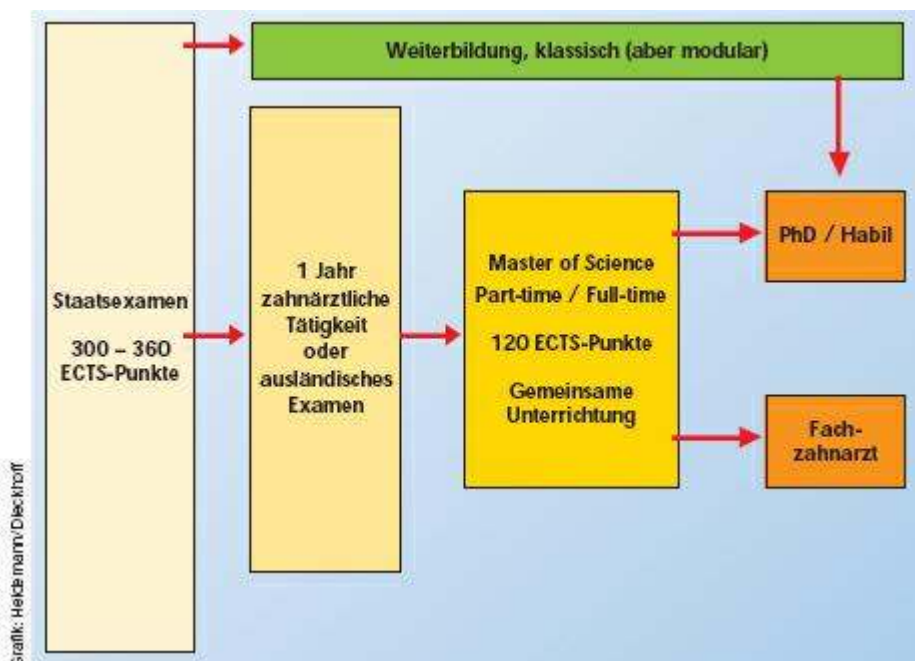 Weiterbildung, klassisch (aber modular)
Staatsexamen
300 – 360
ECTS-Punkte
1 Jahr
zahnärztliche
Tätigkeit
oder
ausländisches
Examen
Master of Science
Part-time / Full-time
120 ECTS-Punkte
Gemeinsame
Unterrichtung
PhD / Habil
Fach-
zahnarzt
Grafik: Heidemann/Dieckhoff